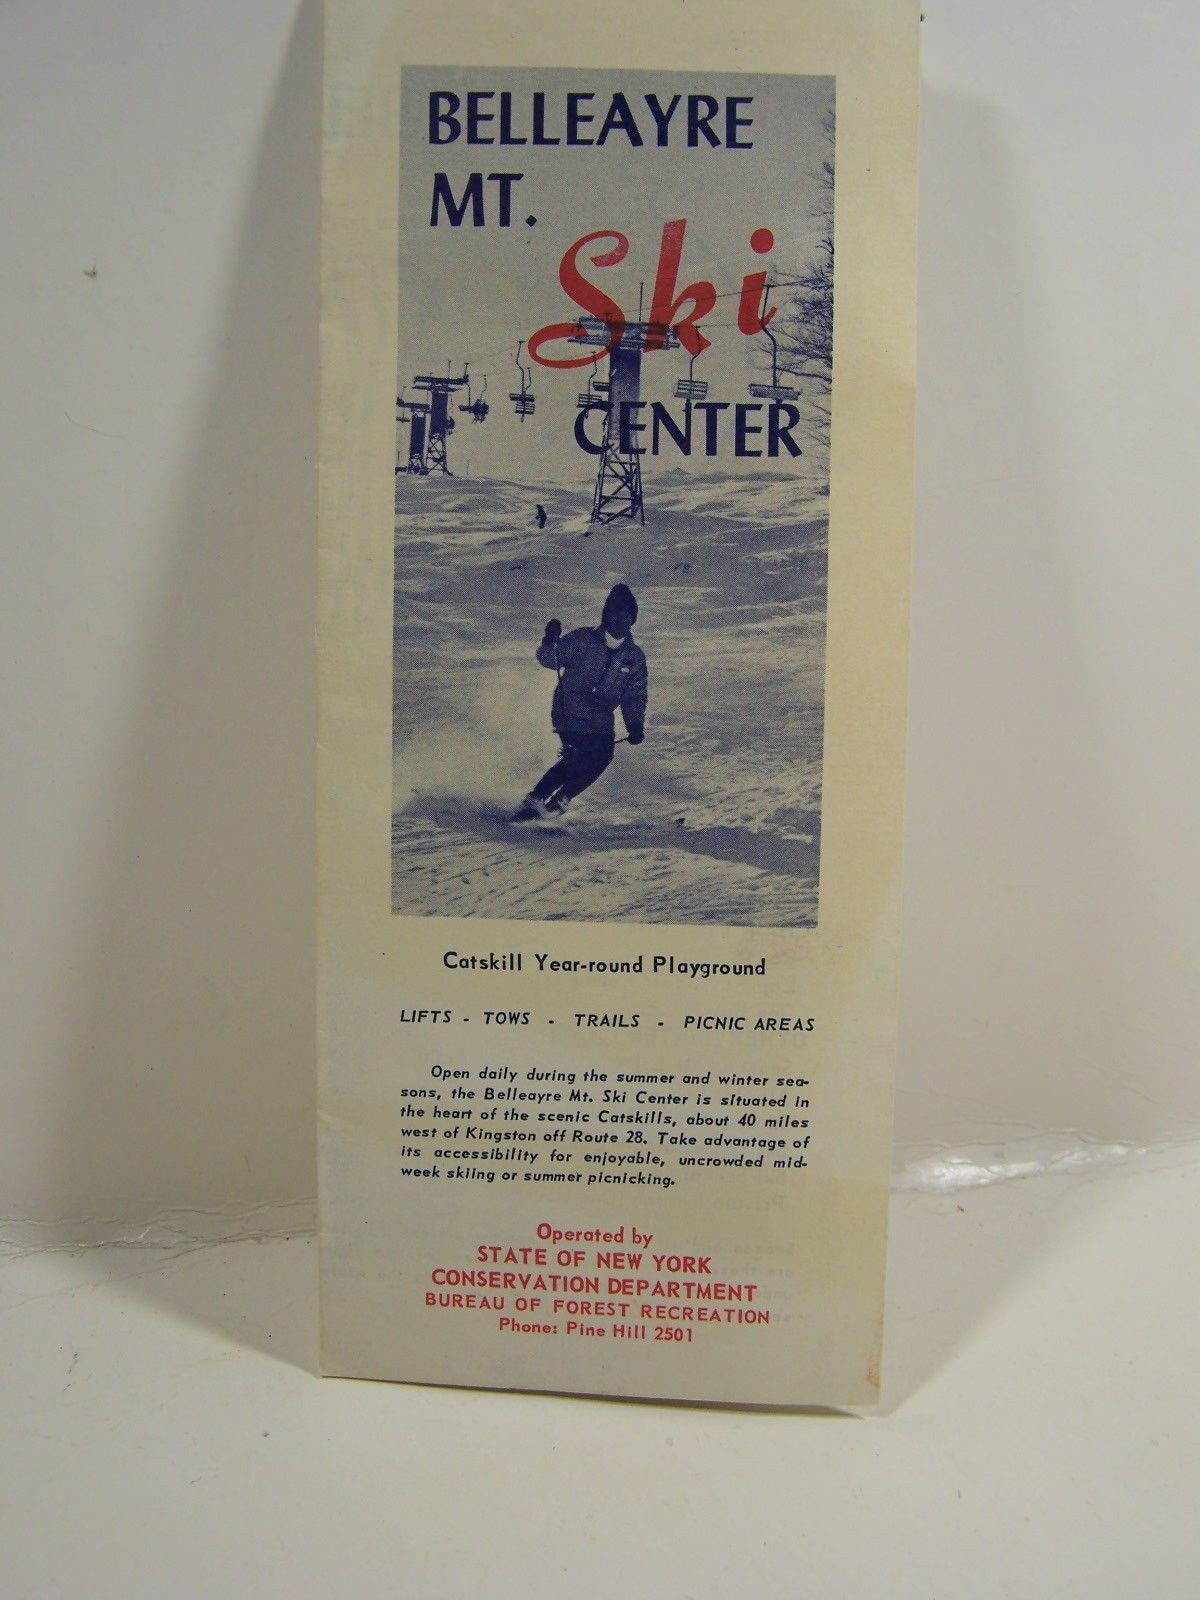 BELLEAYRE
MT.
Ski
CENTER
Catskill Year-round Playground
LIFTS - TOWS - TRAILS - PICNIC AREAS
Open daily during the summer and winter sea-
sons, the Belleayre Mt. Ski Center is situated in
the heart of the scenic Catskills, about 40 miles
west of Kingston off Route 28. Take advantage of
its accessibility for enjoyable, uncrowded mid-
week skiing or summer picnicking.
Operated by
STATE OF NEW YORK
CONSERVATION DEPARTMENT
BUREAU OF FOREST RECREATION
Phone: Pine Hill 2501